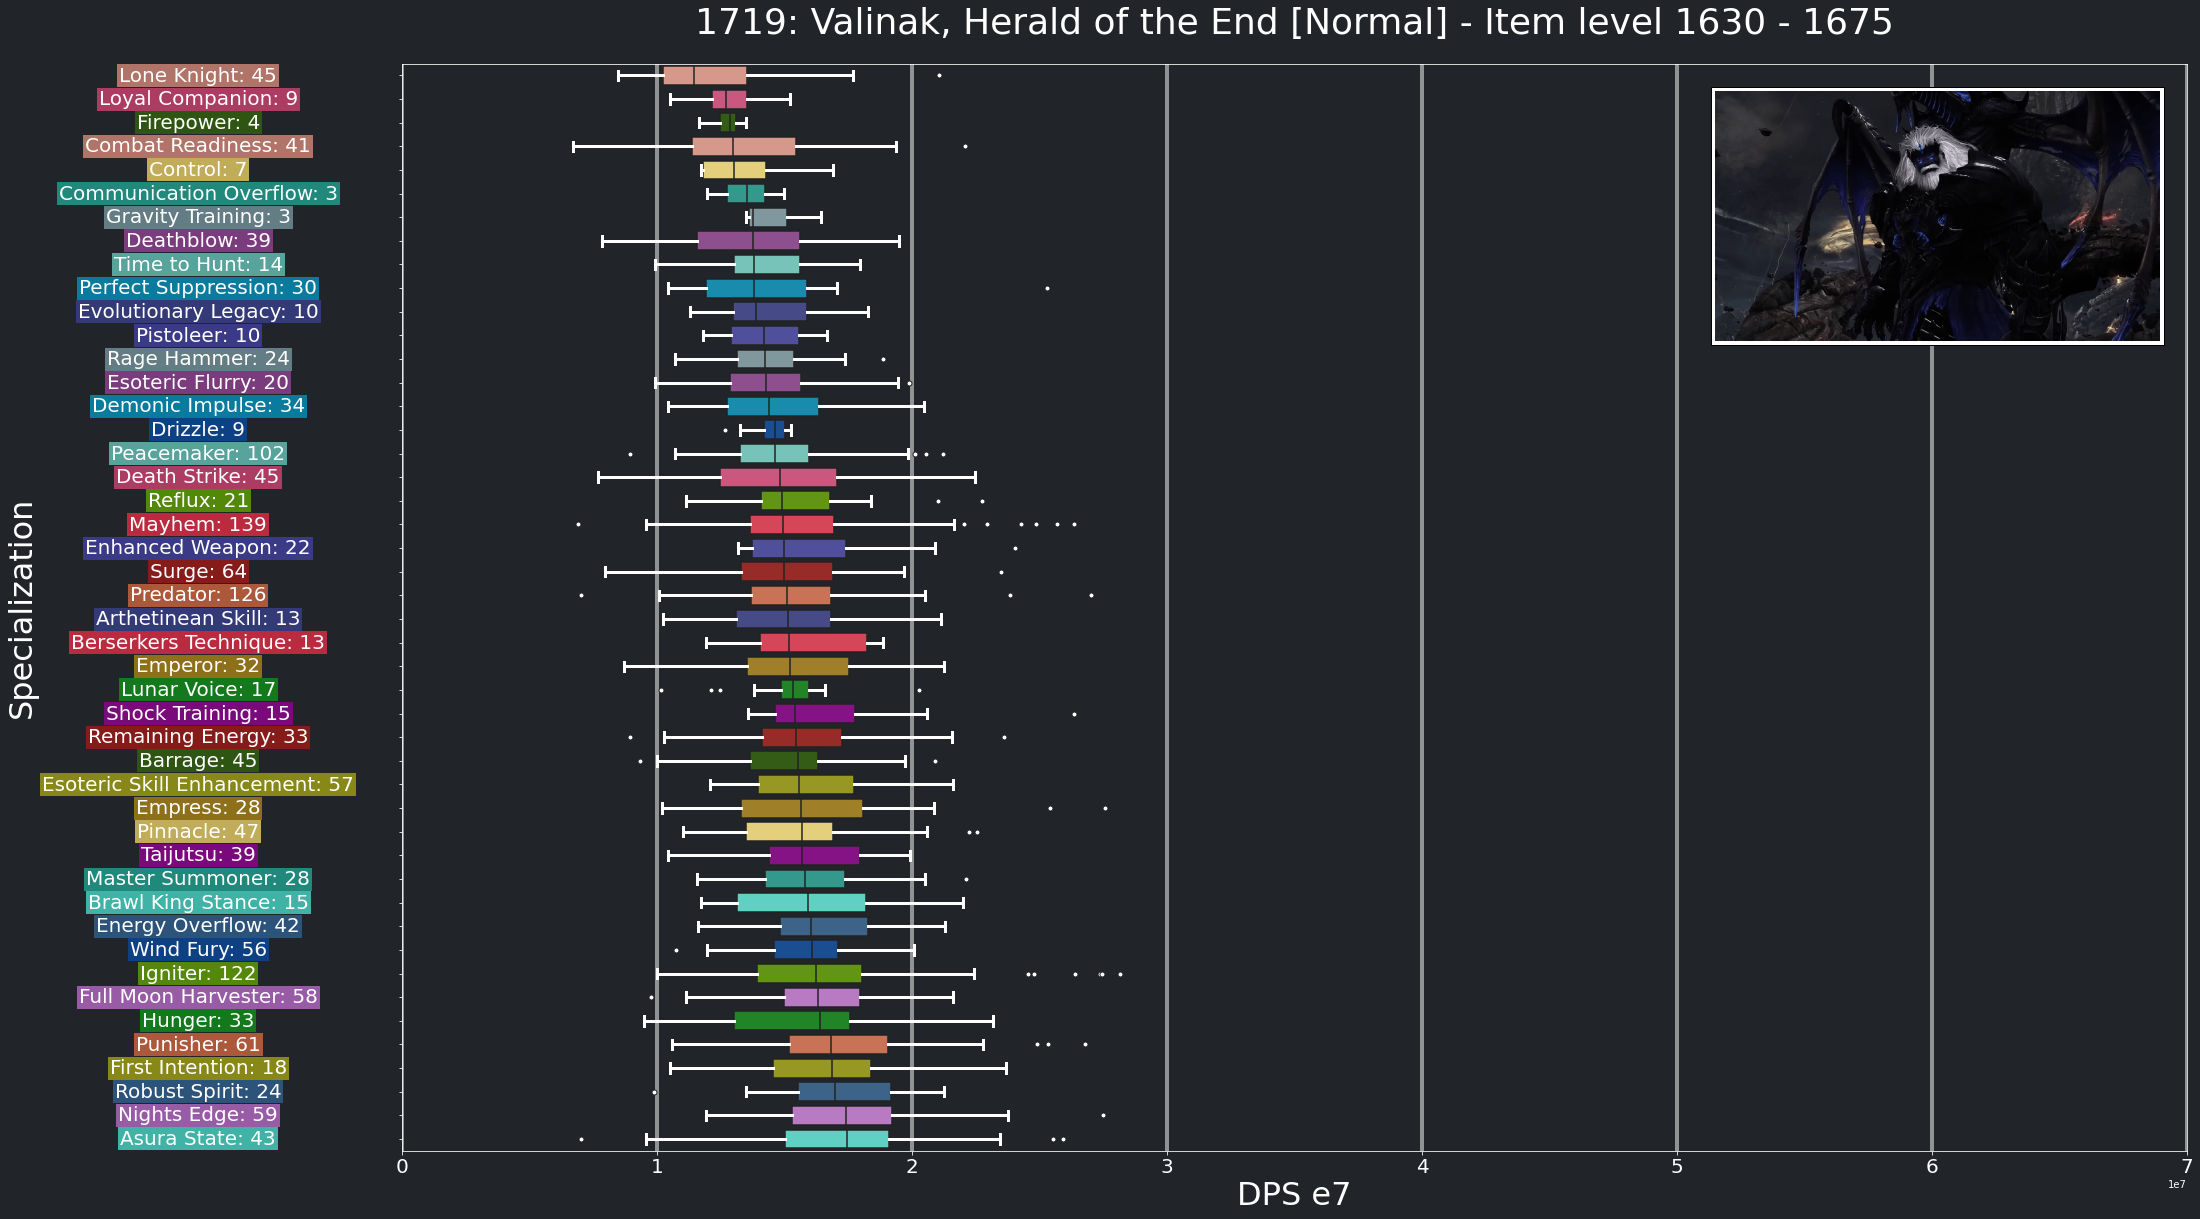 1719: Valinak, Herald of the End [Normal] - Item level 1630 - 1675
Specialization
Lone Knight: 45
Loyal Companion: 9
Firepower: 4
Combat Readiness: 41
Control: 7
Communication Overflow: 3
Gravity Training: 3
Deathblow: 39
Time to Hunt: 14
Perfect Suppression: 30
Evolutionary Legacy: 10
Pistoleer: 10
Rage Hammer: 24
Esoteric Flurry: 20
Demonic Impulse: 34
Drizzle: 9
Peacemaker: 102
Death Strike: 45
Reflux: 21
Mayhem: 139
Enhanced Weapon: 22
Surge: 64
Predator: 126
Arthetinean Skill: 13
Berserkers Technique: 13
Emperor: 32
Lunar Voice: 17
Shock Training: 15
Remaining Energy: 33
Barrage: 45
Esoteric Skill Enhancement: 57
Empress: 28
Pinnacle: 47
Taijutsu: 39
Master Summoner: 28
Brawl King Stance: 15
Energy Overflow: 42
Wind Fury: 56
Igniter: 122
Full Moon Harvester: 58
Hunger: 33
Punisher: 61
First Intention: 18
Robust Spirit: 24
Nights Edge: 59
Asura State: 43
0 1 2 3 4 5 6 7
1e7
DPS e7